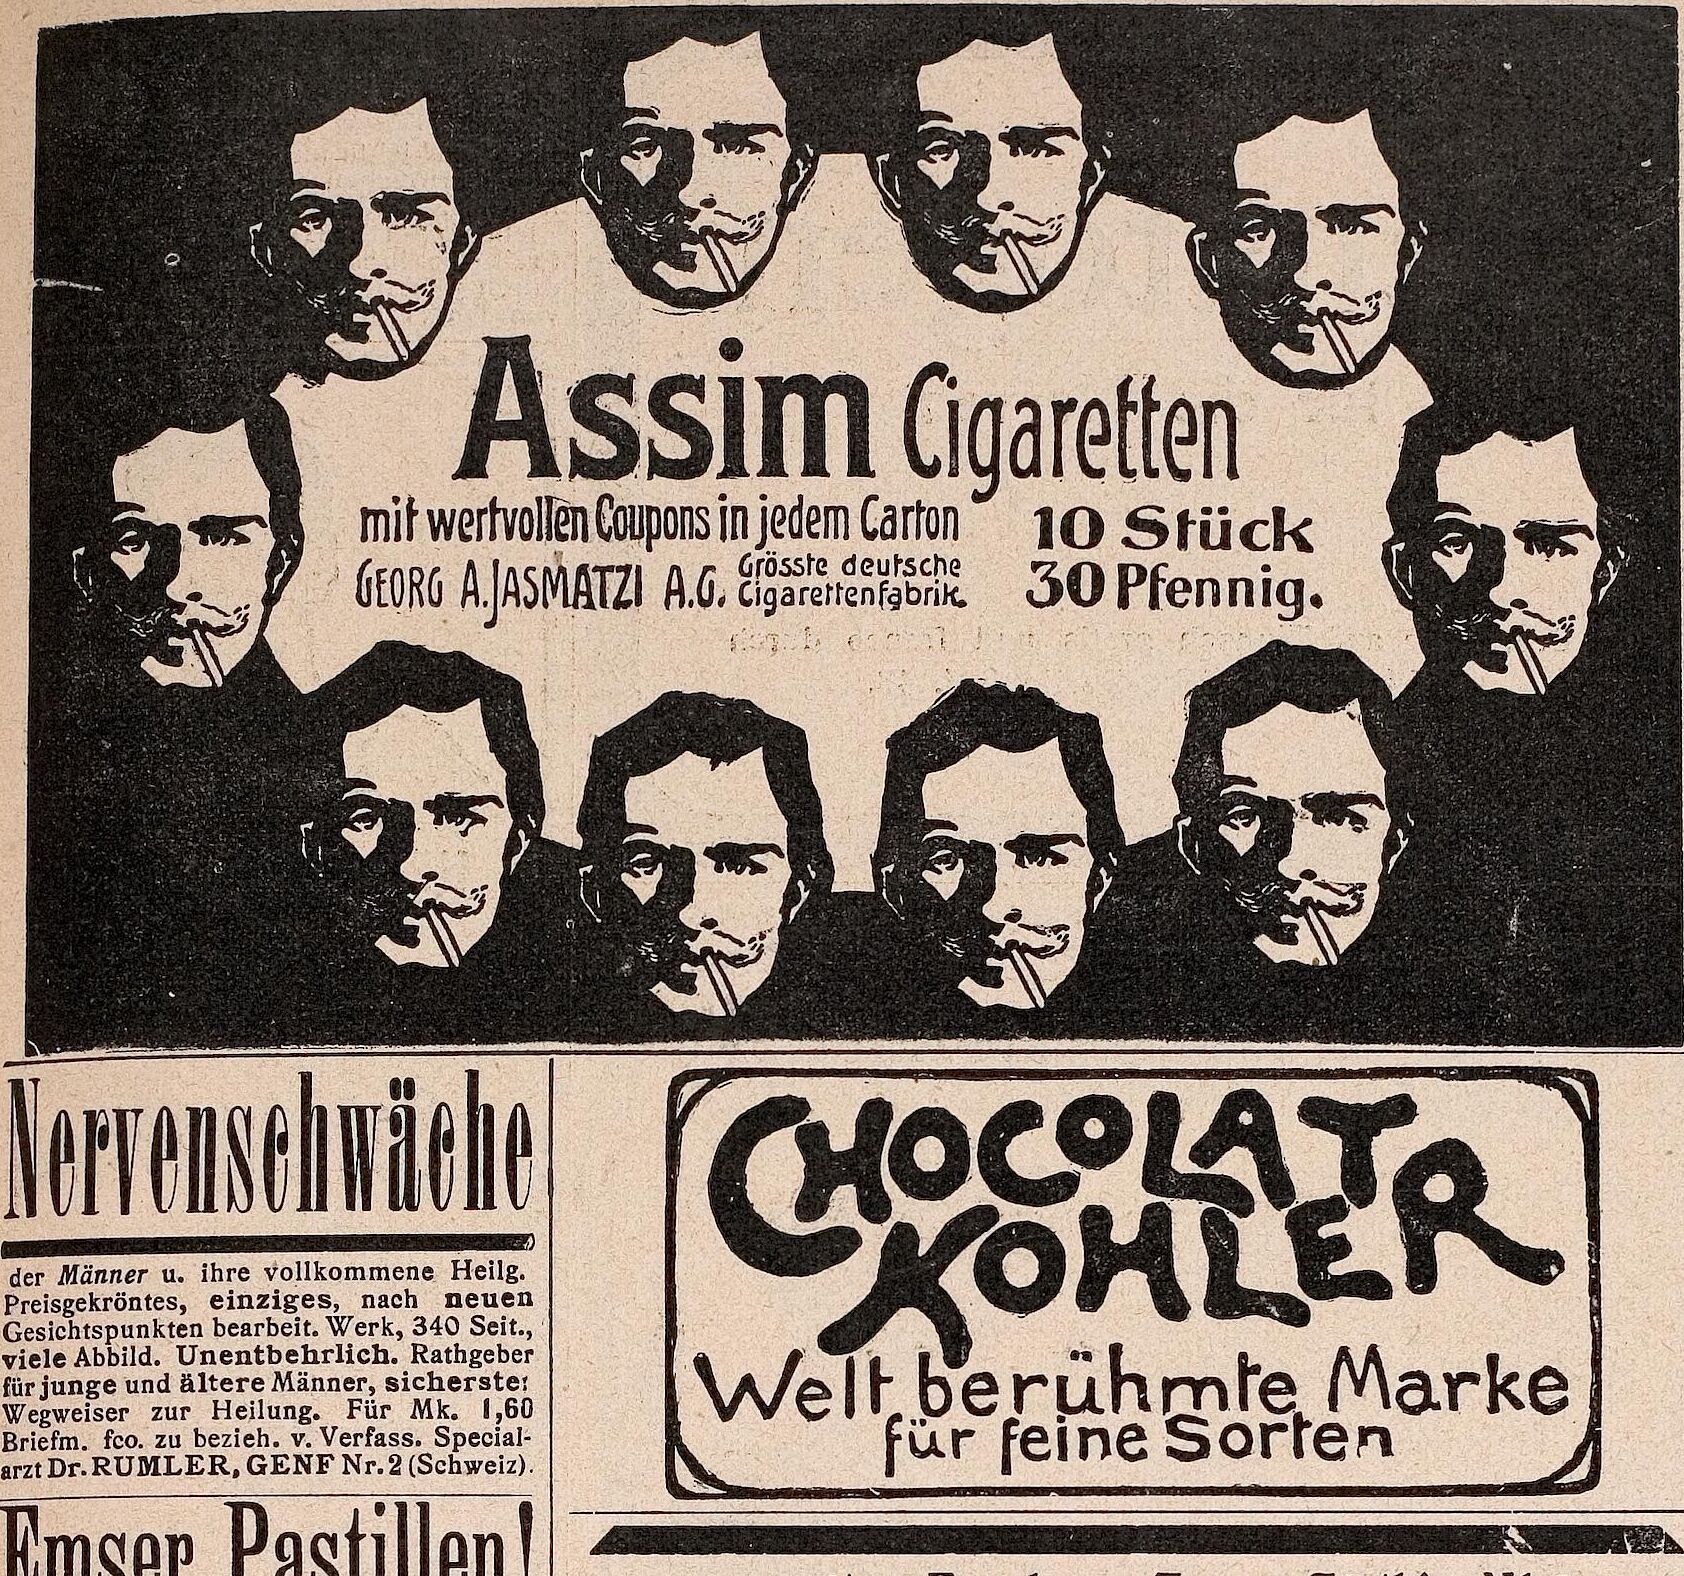 Assim Cigaretten
mit wertvollen Coupons in jedem Carton
GEORG A. JASMATZI A.G. Grösste deutsche
Cigarettenfabrik.
10 Stück
30 Pfennig.
Nervenschwäche
der Männer u. ihre vollkommene Heilg.
Preisgekröntes, einziges, nach neuen
Gesichtspunkten bearbeit. Werk, 340 Seit.,
viele Abbild. Unentbehrlich. Rathgeber
für junge und ältere Männer, sicherster
Wegweiser zur Heilung. Für Mk. 1,60
Briefm. fco. zu bezieh. v. Verfass. Special-
arzt Dr. RUMLER, GENF Nr. 2 (Schweiz).
Emser Pastillen!
CHOCOLAT
KOHLER
Weltberühmte Marke
für feine Sorten